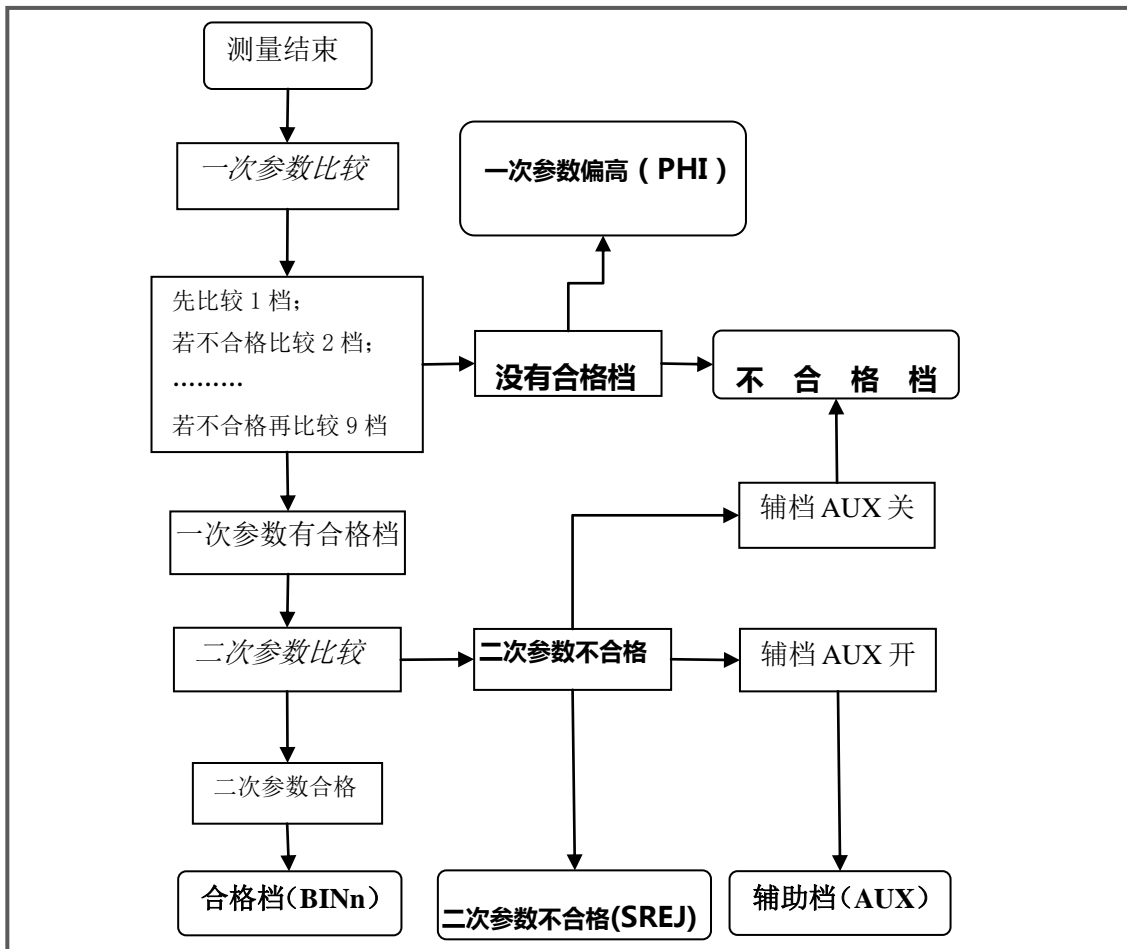 测量结束
一次参数比较
一次参数偏高(PHI)
先比较1档;
若不合格比较2档;
………
若不合格再比较9档
没有合格档
不 合 格 档
一次参数有合格档
辅档AUX关
二次参数比较
二次参数不合格
辅档AUX开
二次参数合格
合格档(BINn)
二次参数不合格(SREJ)
辅助档(AUX)